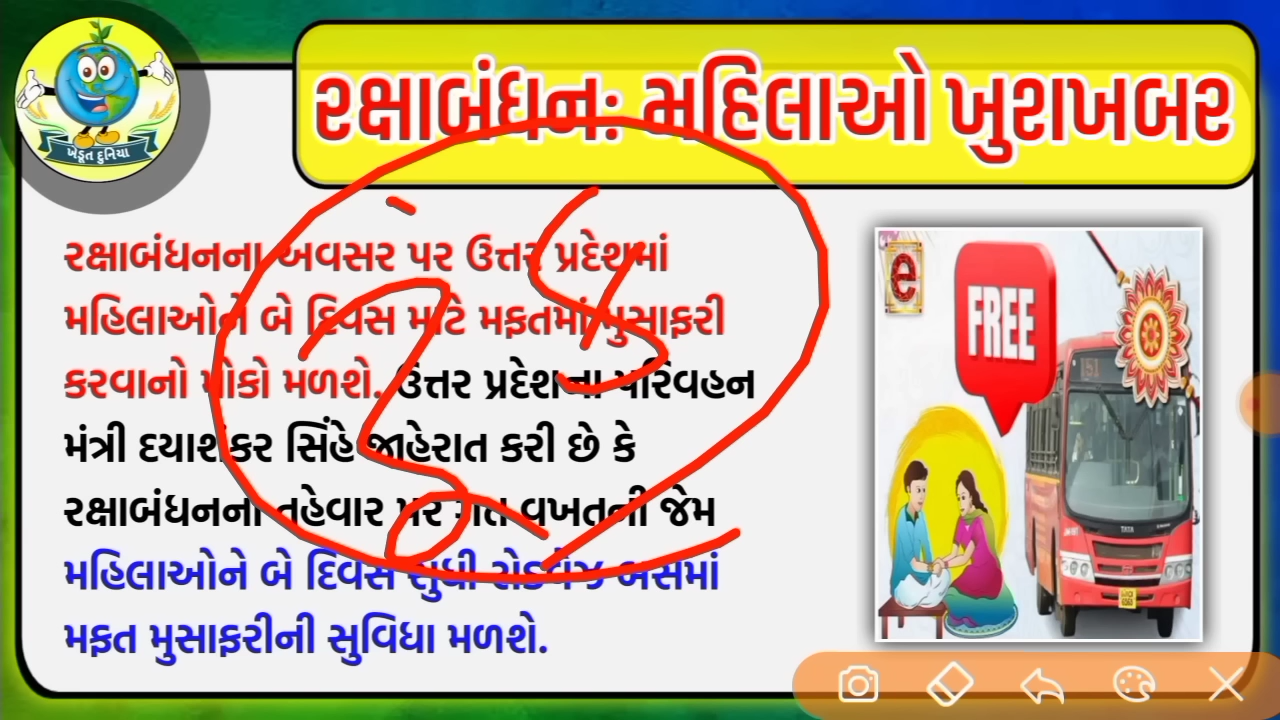 રક્ષાબંધન: મહિલાઓ ખુશખબર
ખેડૂત દુનિયા
રક્ષાબંધનના અવસર પર ઉત્તર પ્રદેશમાં
મહિલાઓને બે દિવસ માટે મફતમાં મુસાફરી
કરવાનો મોકો મળશે. ઉત્તર પ્રદેશના પરિવહન
મંત્રી દયાશંકર સિંહે જાહેરાત કરી છે કે
રક્ષાબંધનના તહેવાર પર ગત વખતની જેમ
મહિલાઓને બે દિવસ સુધી રોડવેઝ બસમાં
મફત મુસાફરીની સુવિધા મળશે.
e
FREE
151
TATA